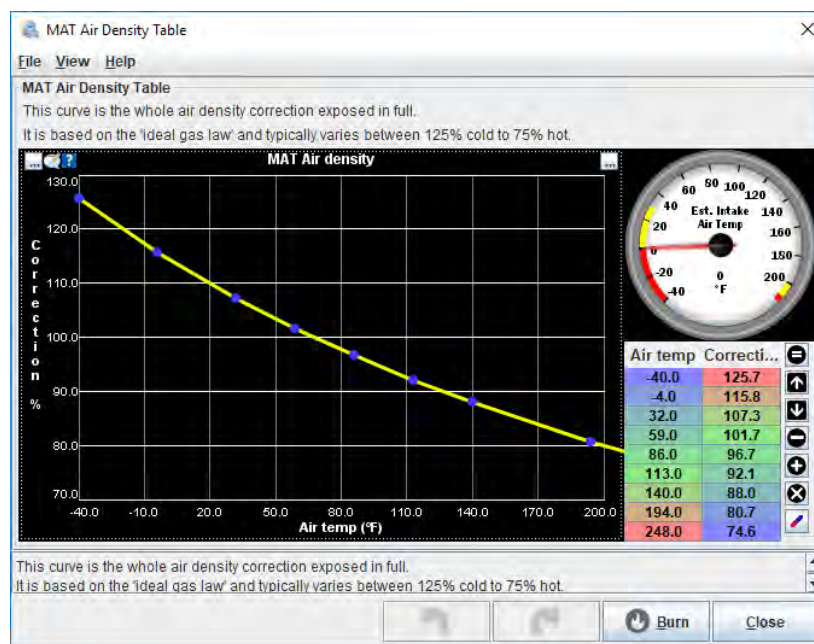 MAT Air Density Table
File View Help
MAT Air Density Table
This curve is the whole air density correction exposed in full.
It is based on the 'ideal gas law' and typically varies between 125% cold to 75% hot.
... ? MAT Air density ...
Correction %
130.0
120.0
110.0
100.0
90.0
80.0
70.0
-40.0 -10.0 20.0 50.0 80.0 110.0 140.0 170.0 200.0
Air temp (°F)
-40 -20 0 20 40 60 80 100 120 140 160 180 200
Est. Intake
Air Temp
0
°F
Air temp Correcti...
-40.0 125.7
-4.0 115.8
32.0 107.3
59.0 101.7
86.0 96.7
113.0 92.1
140.0 88.0
194.0 80.7
248.0 74.6
This curve is the whole air density correction exposed in full.
It is based on the 'ideal gas law' and typically varies between 125% cold to 75% hot.
Burn Close